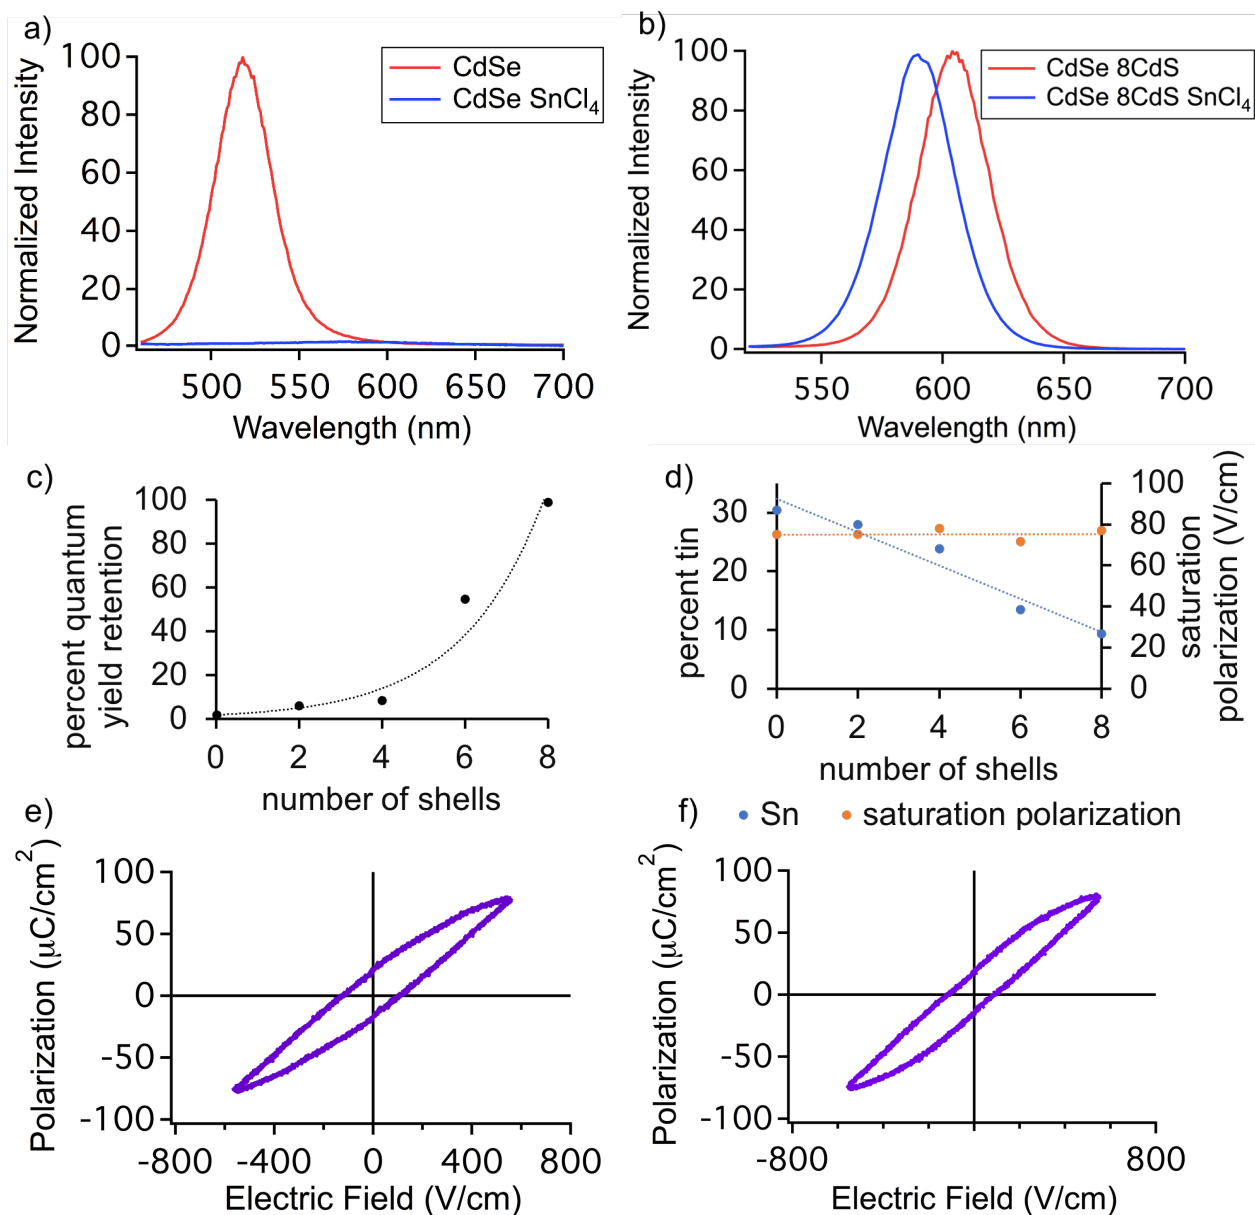 a)
Normalized Intensity
100
80
60
40
20
0
CdSe
CdSe SnCl4
500 550 600 650 700
Wavelength (nm)
b)
Normalized Intensity
100
80
60
40
20
0
CdSe 8CdS
CdSe 8CdS SnCl4
550 600 650 700
Wavelength (nm)
c)
percent quantum
yield retention
100
80
60
40
20
0
0 2 4 6 8
number of shells
d)
percent tin
30
20
10
0
100
80
60
40
20
0
saturation
polarization (V/cm)
0 2 4 6 8
number of shells
Sn saturation polarization
e)
Polarization (μC/cm2)
100
50
0
-50
-100
-800 -400 0 400 800
Electric Field (V/cm)
f)
Polarization (μC/cm2)
100
50
0
-50
-100
-800 800
Electric Field (V/cm)